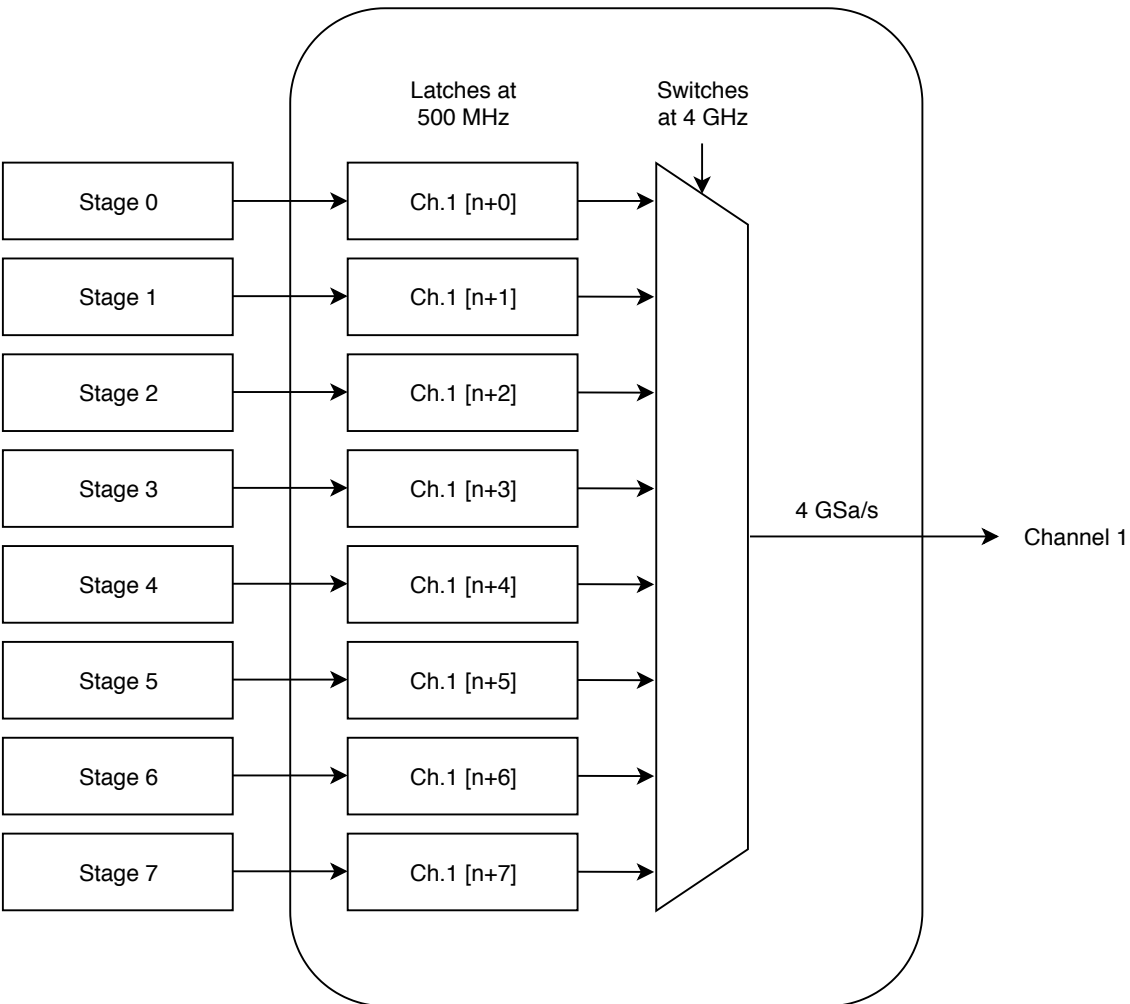 Latches at
500 MHz
Switches
at 4 GHz
Stage 0
Ch.1 [n+0]
Stage 1
Ch.1 [n+1]
Stage 2
Ch.1 [n+2]
Stage 3
Ch.1 [n+3]
4 GSa/s
Channel 1
Stage 4
Ch.1 [n+4]
Stage 5
Ch.1 [n+5]
Stage 6
Ch.1 [n+6]
Stage 7
Ch.1 [n+7]